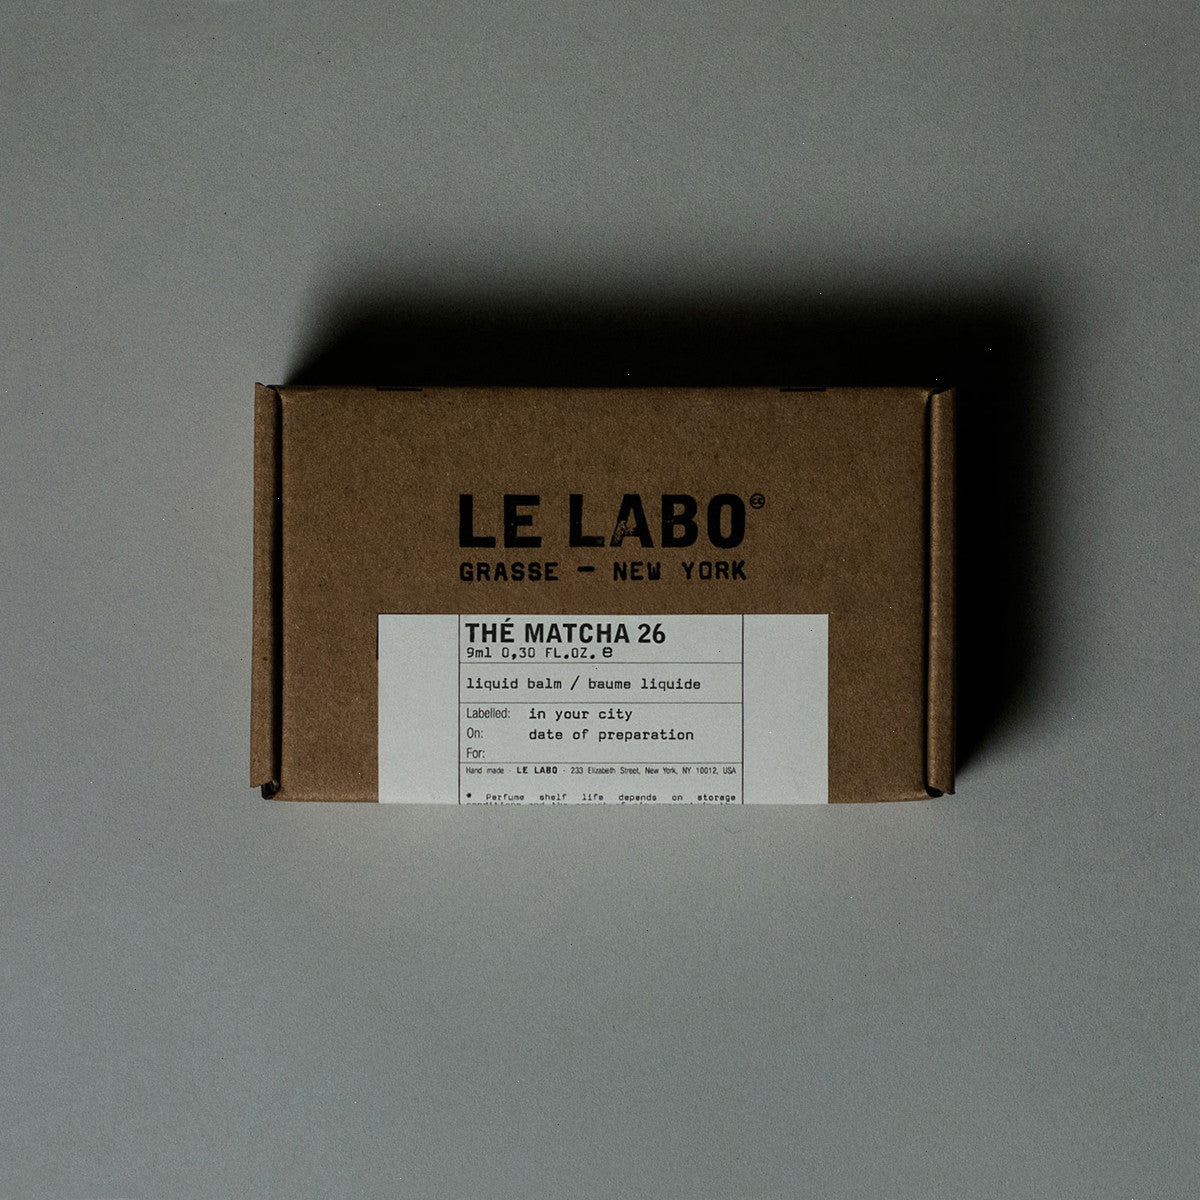 LE LABO
GRASSE — NEW YORK
THÉ MATCHA 26
9ml 0,30 FL.OZ. ℮
liquid balm / baume liquide
Labelled: in your city
On: date of preparation
For:
Hand made - LE LABO - 233 Elizabeth Street, New York, NY 10012, USA
* Perfume shelf life depends on storage